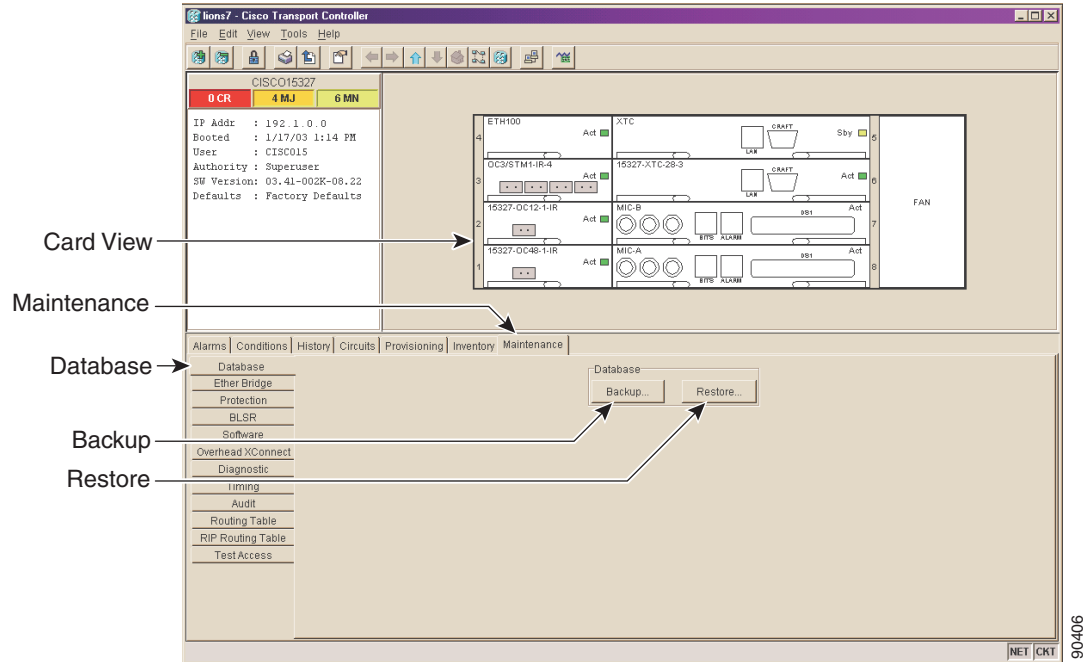 lions7 - Cisco Transport Controller
File Edit View Tools Help
CISCO15327
0 CR 4 MJ 6 MN
IP Addr : 192.1.0.0
Booted : 1/17/03 1:14 PM
User : CISCO15
Authority : Superuser
SW Version: 03.41-002K-08.22
Defaults : Factory Defaults
4 ETH100 Act XTC LAN CRAFT Sby 5
3 OC3/STM1-IR-4 Act 15327-XTC-28-3 LAN CRAFT Act 6
2 15327-OC12-1-IR Act MIC-B BITS ALARM DS1 Act 7
1 15327-OC48-1-IR Act MIC-A BITS ALARM DS1 Act 8
FAN
Card View
Maintenance
Database
Backup
Restore
Alarms Conditions History Circuits Provisioning Inventory Maintenance
Database
Ether Bridge
Protection
BLSR
Software
Overhead XConnect
Diagnostic
Timing
Audit
Routing Table
RIP Routing Table
Test Access
Database
Backup... Restore...
NET CKT
90406